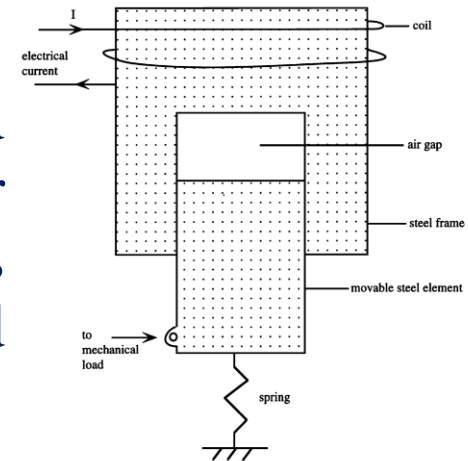 I
coil
electrical
current
air gap
steel frame
movable steel element
to
mechanical
load
spring